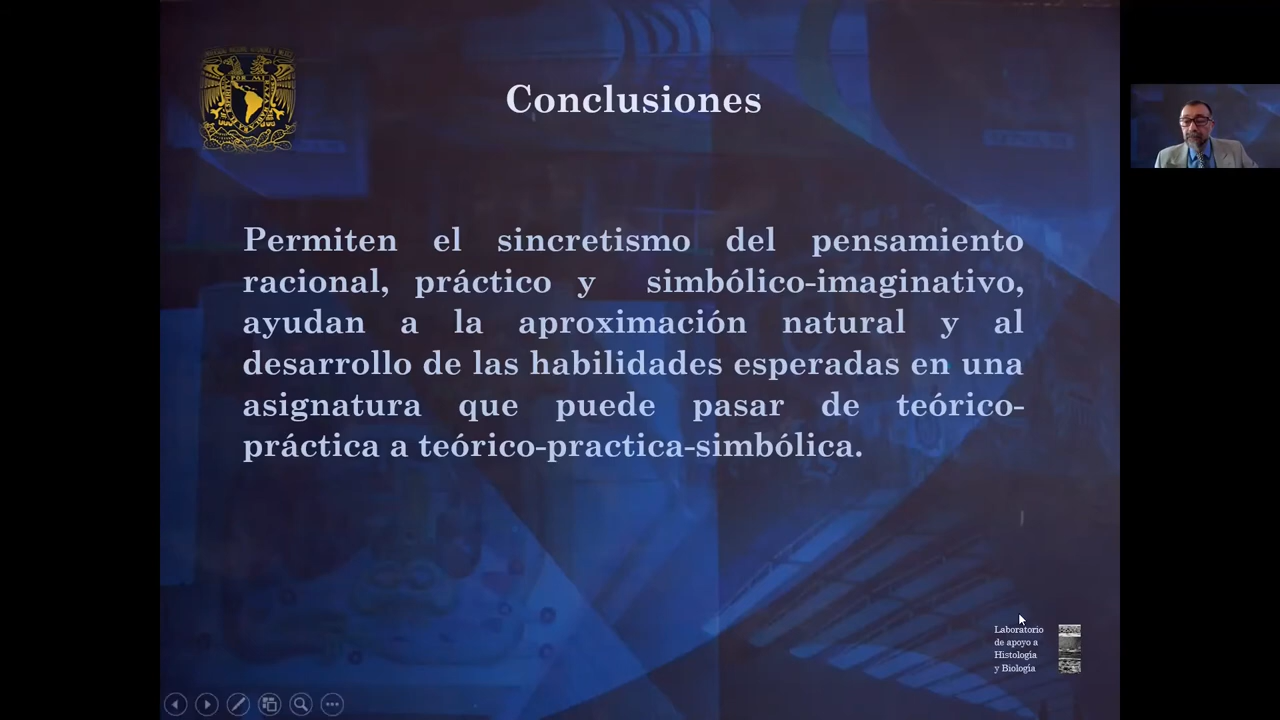 Conclusiones
Permiten el sincretismo del pensamiento
racional, práctico y simbólico-imaginativo,
ayudan a la aproximación natural y al
desarrollo de las habilidades esperadas en una
asignatura que puede pasar de teórico-
práctica a teórico-practica-simbólica.
Laboratorio
de apoyo a
Histología
y Biología